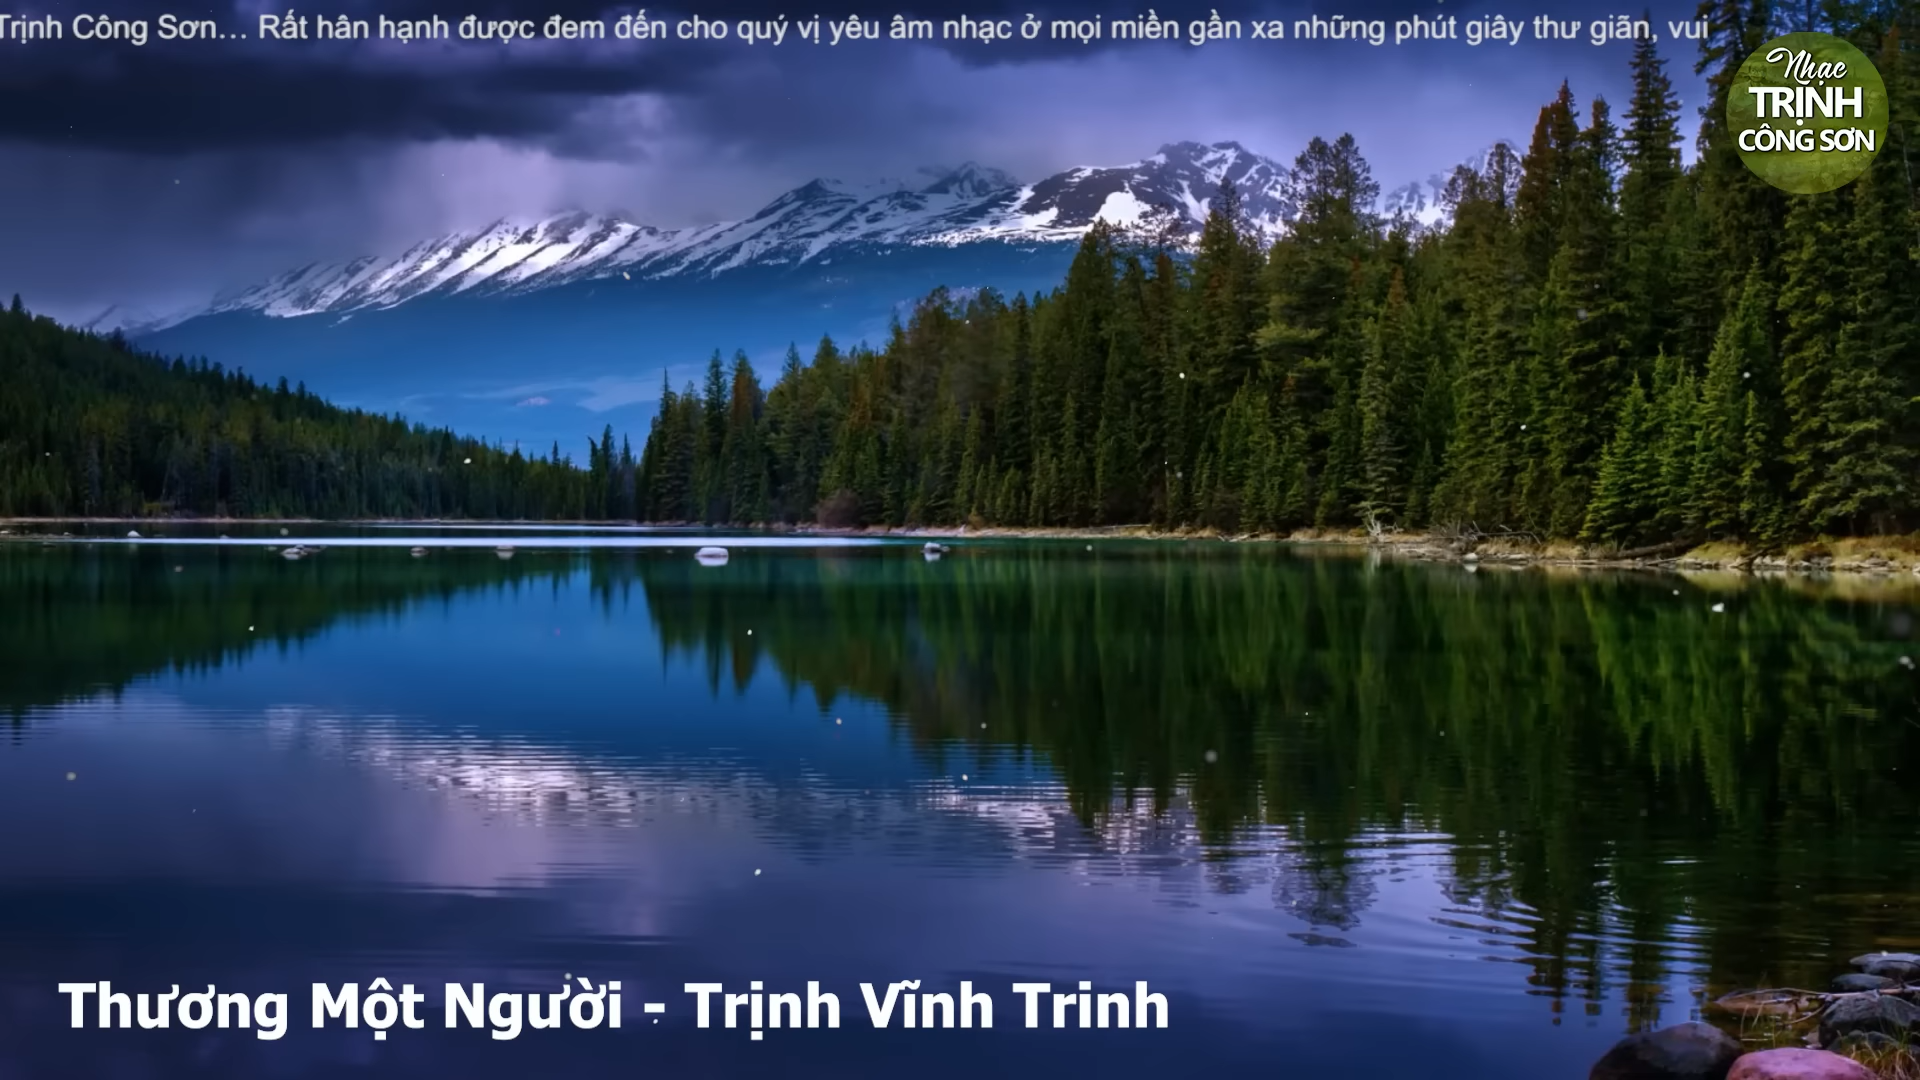 Trịnh Công Sơn... Rất hân hạnh được đem đến cho quý vị yêu âm nhạc ở mọi miền gần xa những phút giây thư giãn, vui
Nhạc
TRỊNH
CÔNG SƠN
Thương Một Người - Trịnh Vĩnh Trinh